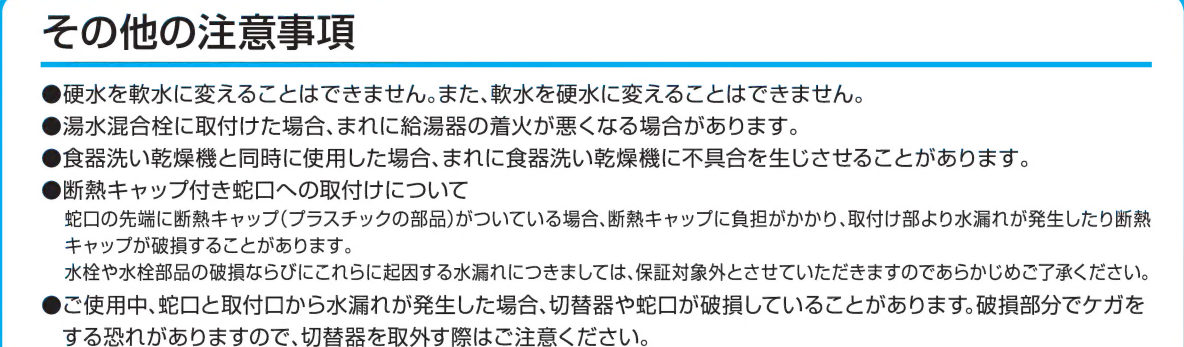 その他の注意事項
●硬水を軟水に変えることはできません。また、軟水を硬水に変えることはできません。
●湯水混合栓に取付けた場合、まれに給湯器の着火が悪くなる場合があります。
●食器洗い乾燥機と同時に使用した場合、まれに食器洗い乾燥機に不具合を生じさせることがあります。
●断熱キャップ付き蛇口への取付けについて
蛇口の先端に断熱キャップ(プラスチックの部品)がついている場合、断熱キャップに負担がかかり、取付け部より水漏れが発生したり断熱
キャップが破損することがあります。
水栓や水栓部品の破損ならびにこれらに起因する水漏れにつきましては、保証対象外とさせていただきますのであらかじめご了承ください。
●ご使用中、蛇口と取付口から水漏れが発生した場合、切替器や蛇口が破損していることがあります。破損部分でケガを
する恐れがありますので、切替器を取外す際はご注意ください。